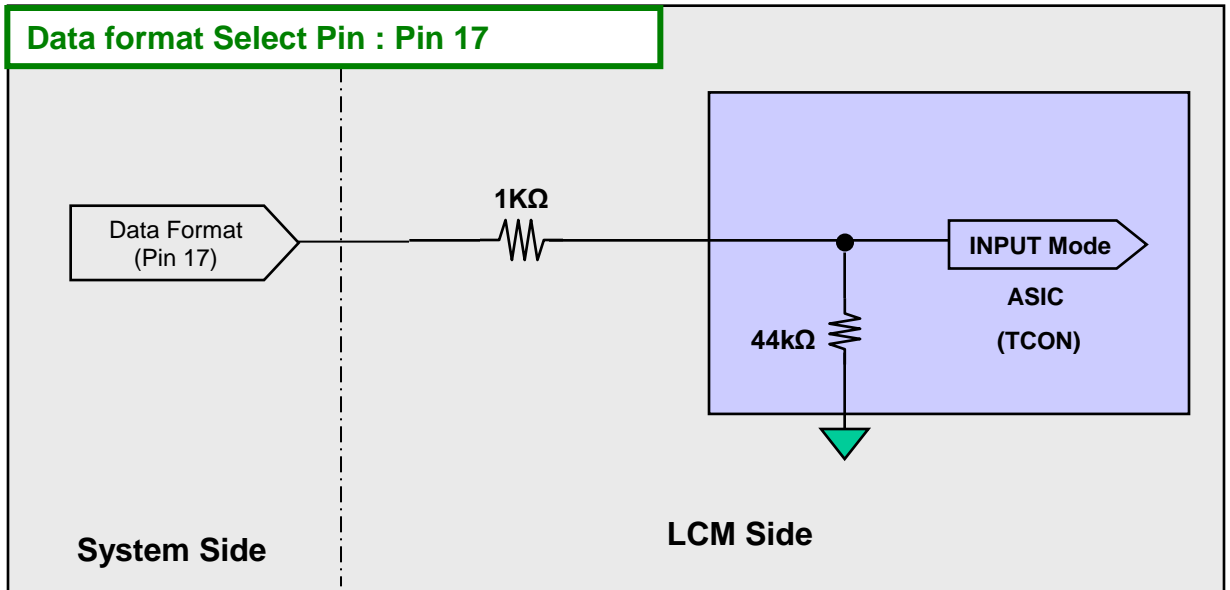 Data format Select Pin : Pin 17
1KΩ
Data Format
(Pin 17)
INPUT Mode
ASIC
44kΩ
(TCON)
System Side
LCM Side